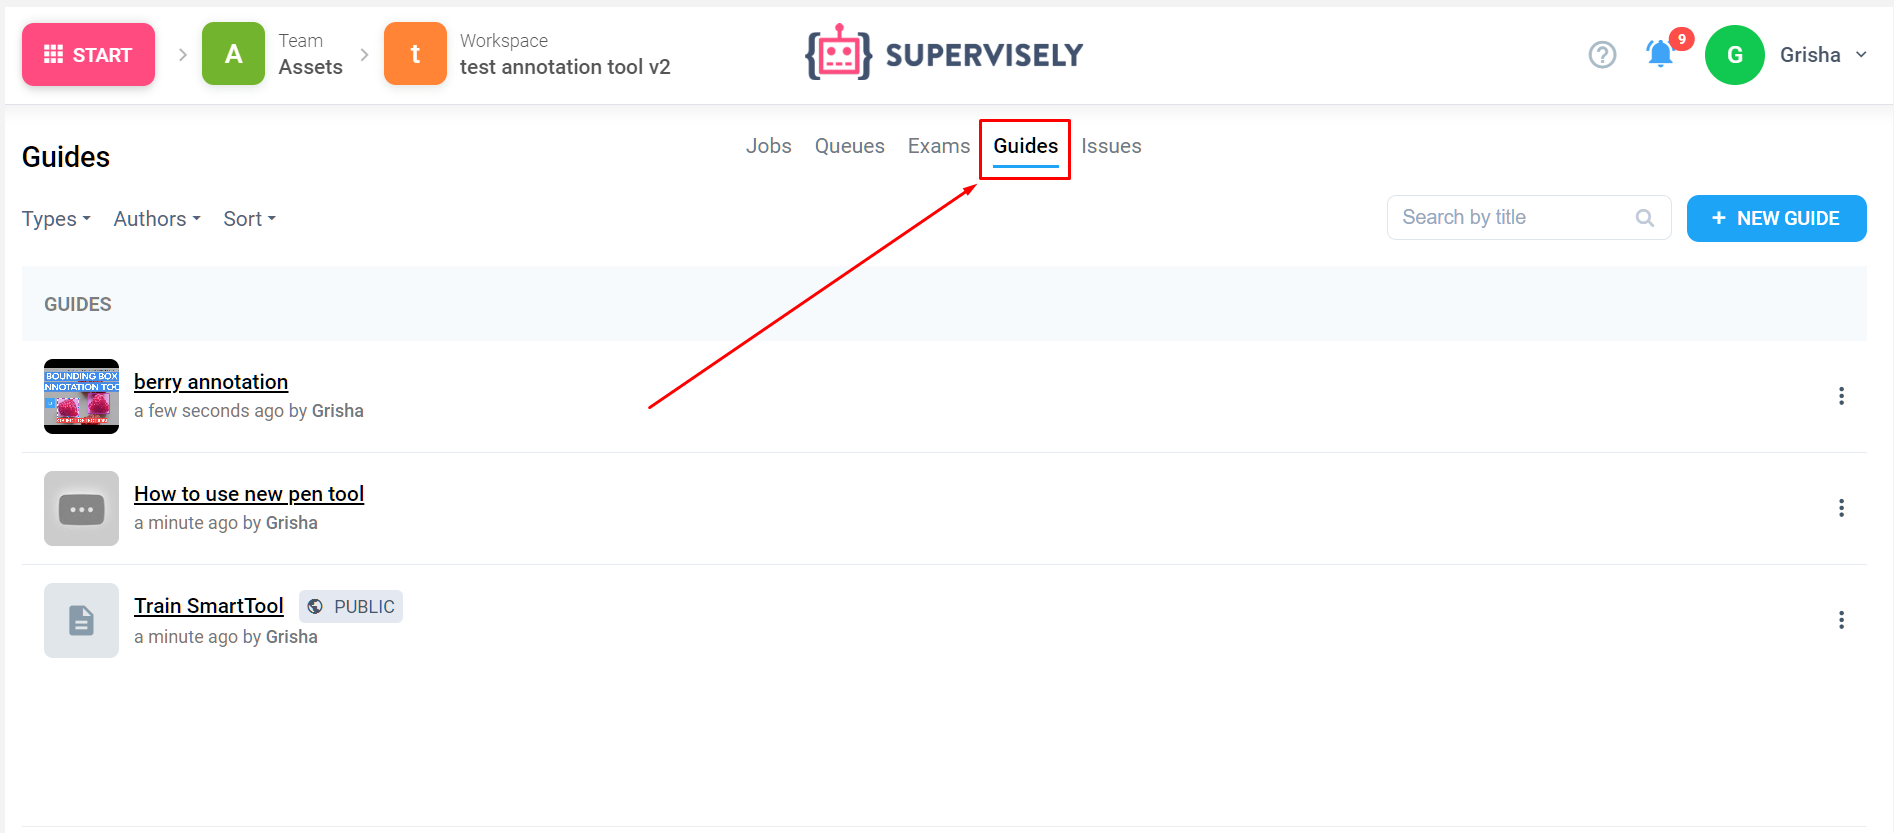 START
A
Team
Assets
t
Workspace
test annotation tool v2
SUPERVISELY
9
G
Grisha
Guides
Jobs Queues Exams Guides Issues
Types Authors Sort
Search by title
+ NEW GUIDE
GUIDES
BOUNDING BOX
NNOTATION TOO
berry annotation
a few seconds ago by Grisha
How to use new pen tool
a minute ago by Grisha
Train SmartTool
PUBLIC
a minute ago by Grisha